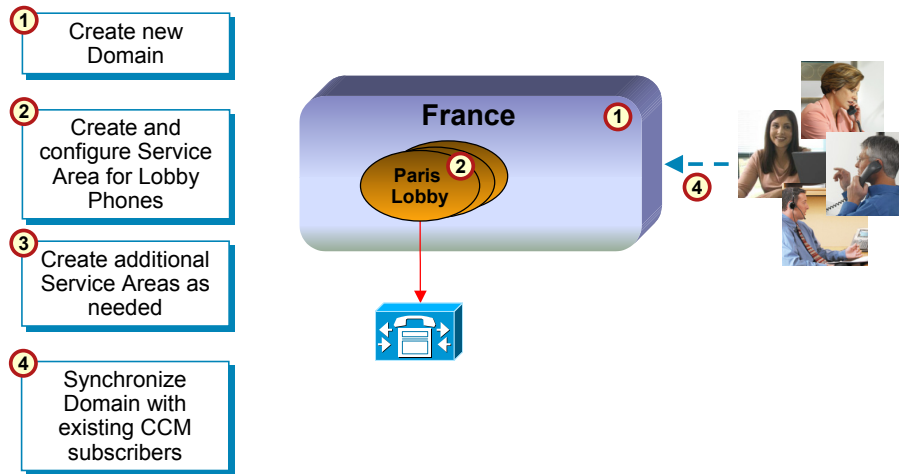 1
Create new
Domain
2
Create and
configure Service
Area for Lobby
Phones
3
Create additional
Service Areas as
needed
4
Synchronize
Domain with
existing CCM
subscribers
France
1
Paris
Lobby
2
4